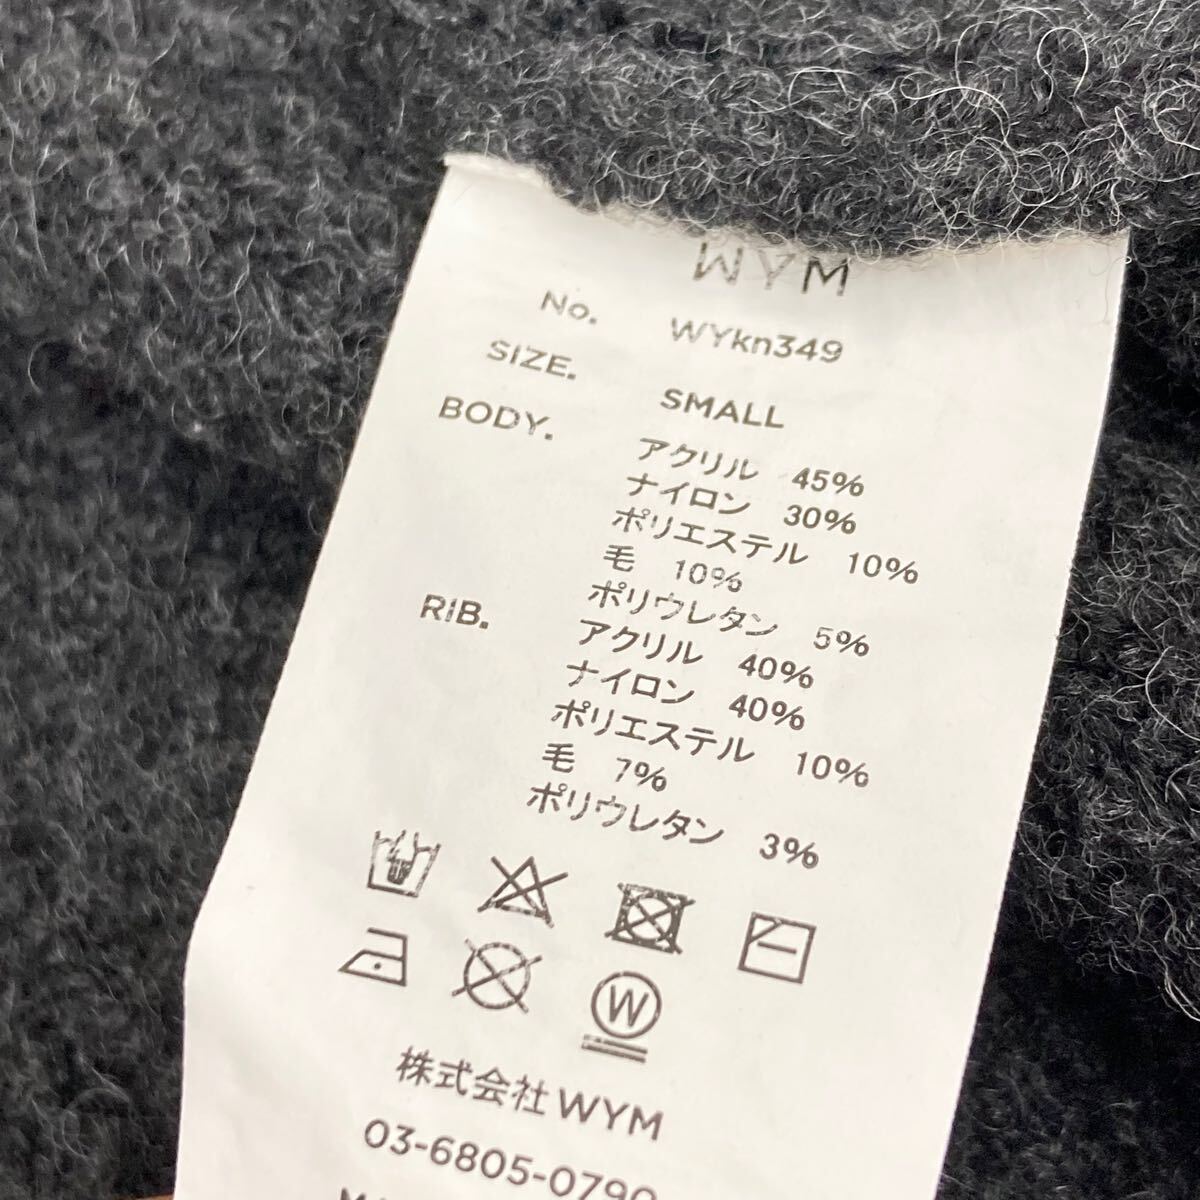 WYM
No. WYkn349
SIZE. SMALL
BODY. アクリル 45%
ナイロン 30%
ポリエステル 10%
毛 10%
ポリウレタン 5%
RIB. アクリル 40%
ナイロン 40%
ポリエステル 10%
毛 7%
ポリウレタン 3%
W
株式会社WYM
03-6805-0790